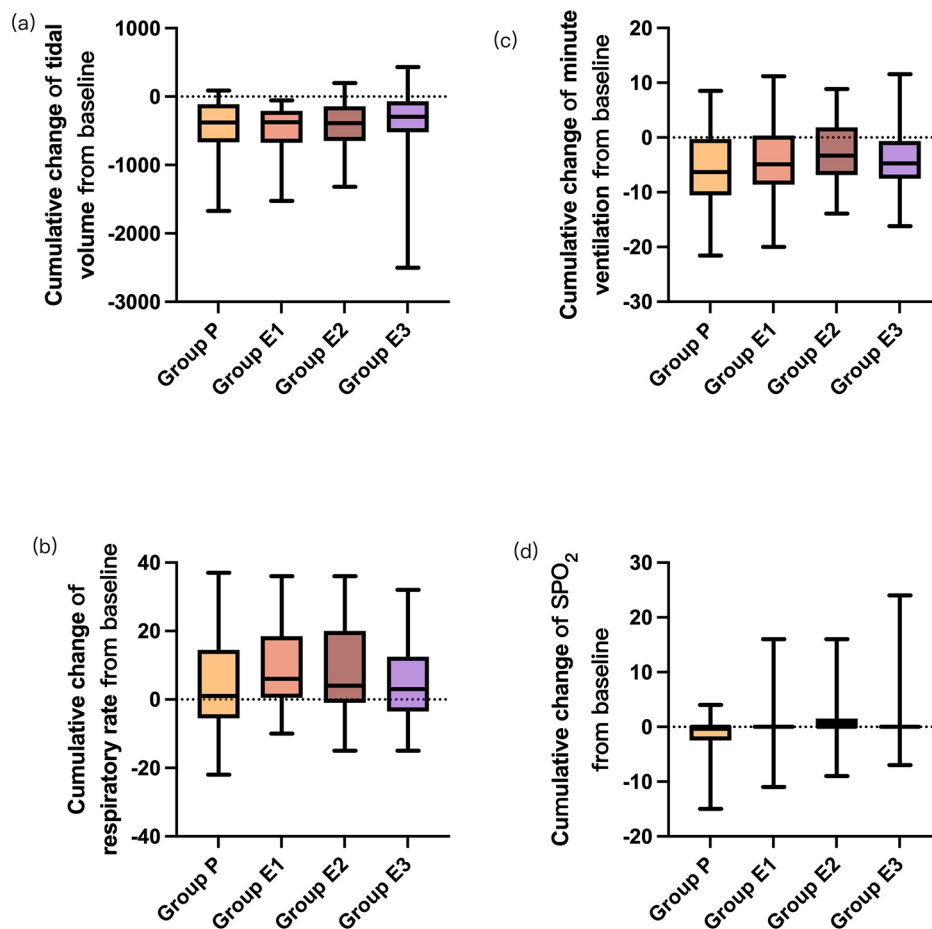 (a)
Cumulative change of tidal
volume from baseline
1000
0
-1000
-2000
-3000
Group P
Group E1
Group E2
Group E3
(c)
Cumulative change of minute
ventilation from baseline
20
10
0
-10
-20
-30
Group P
Group E1
Group E2
Group E3
(b)
Cumulative change of
respiratory rate from baseline
40
20
0
-20
-40
Group P
Group E1
Group E2
Group E3
(d)
Cumulative change of SPO2
from baseline
30
20
10
0
-10
-20
Group P
Group E1
Group E2
Group E3